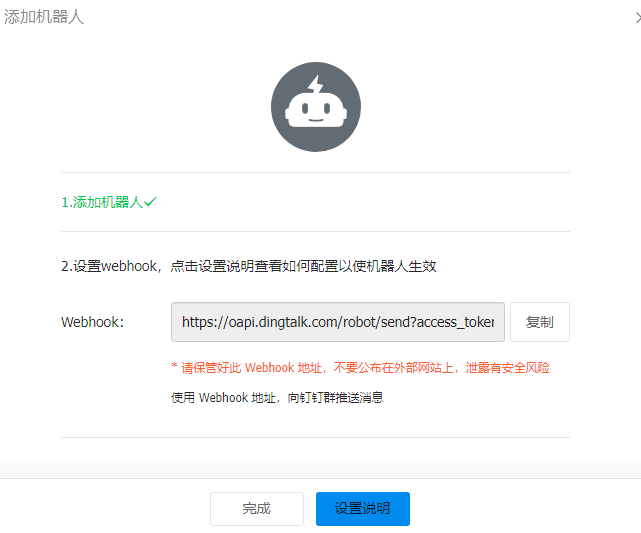 添加机器人
1.添加机器人
2.设置webhook，点击设置说明查看如何配置以使机器人生效
Webhook：
https://oapi.dingtalk.com/robot/send?access_token
复制
* 请保管好此 Webhook 地址，不要公布在外部网站上，泄露有安全风险
使用 Webhook 地址，向钉钉群推送消息
完成
设置说明